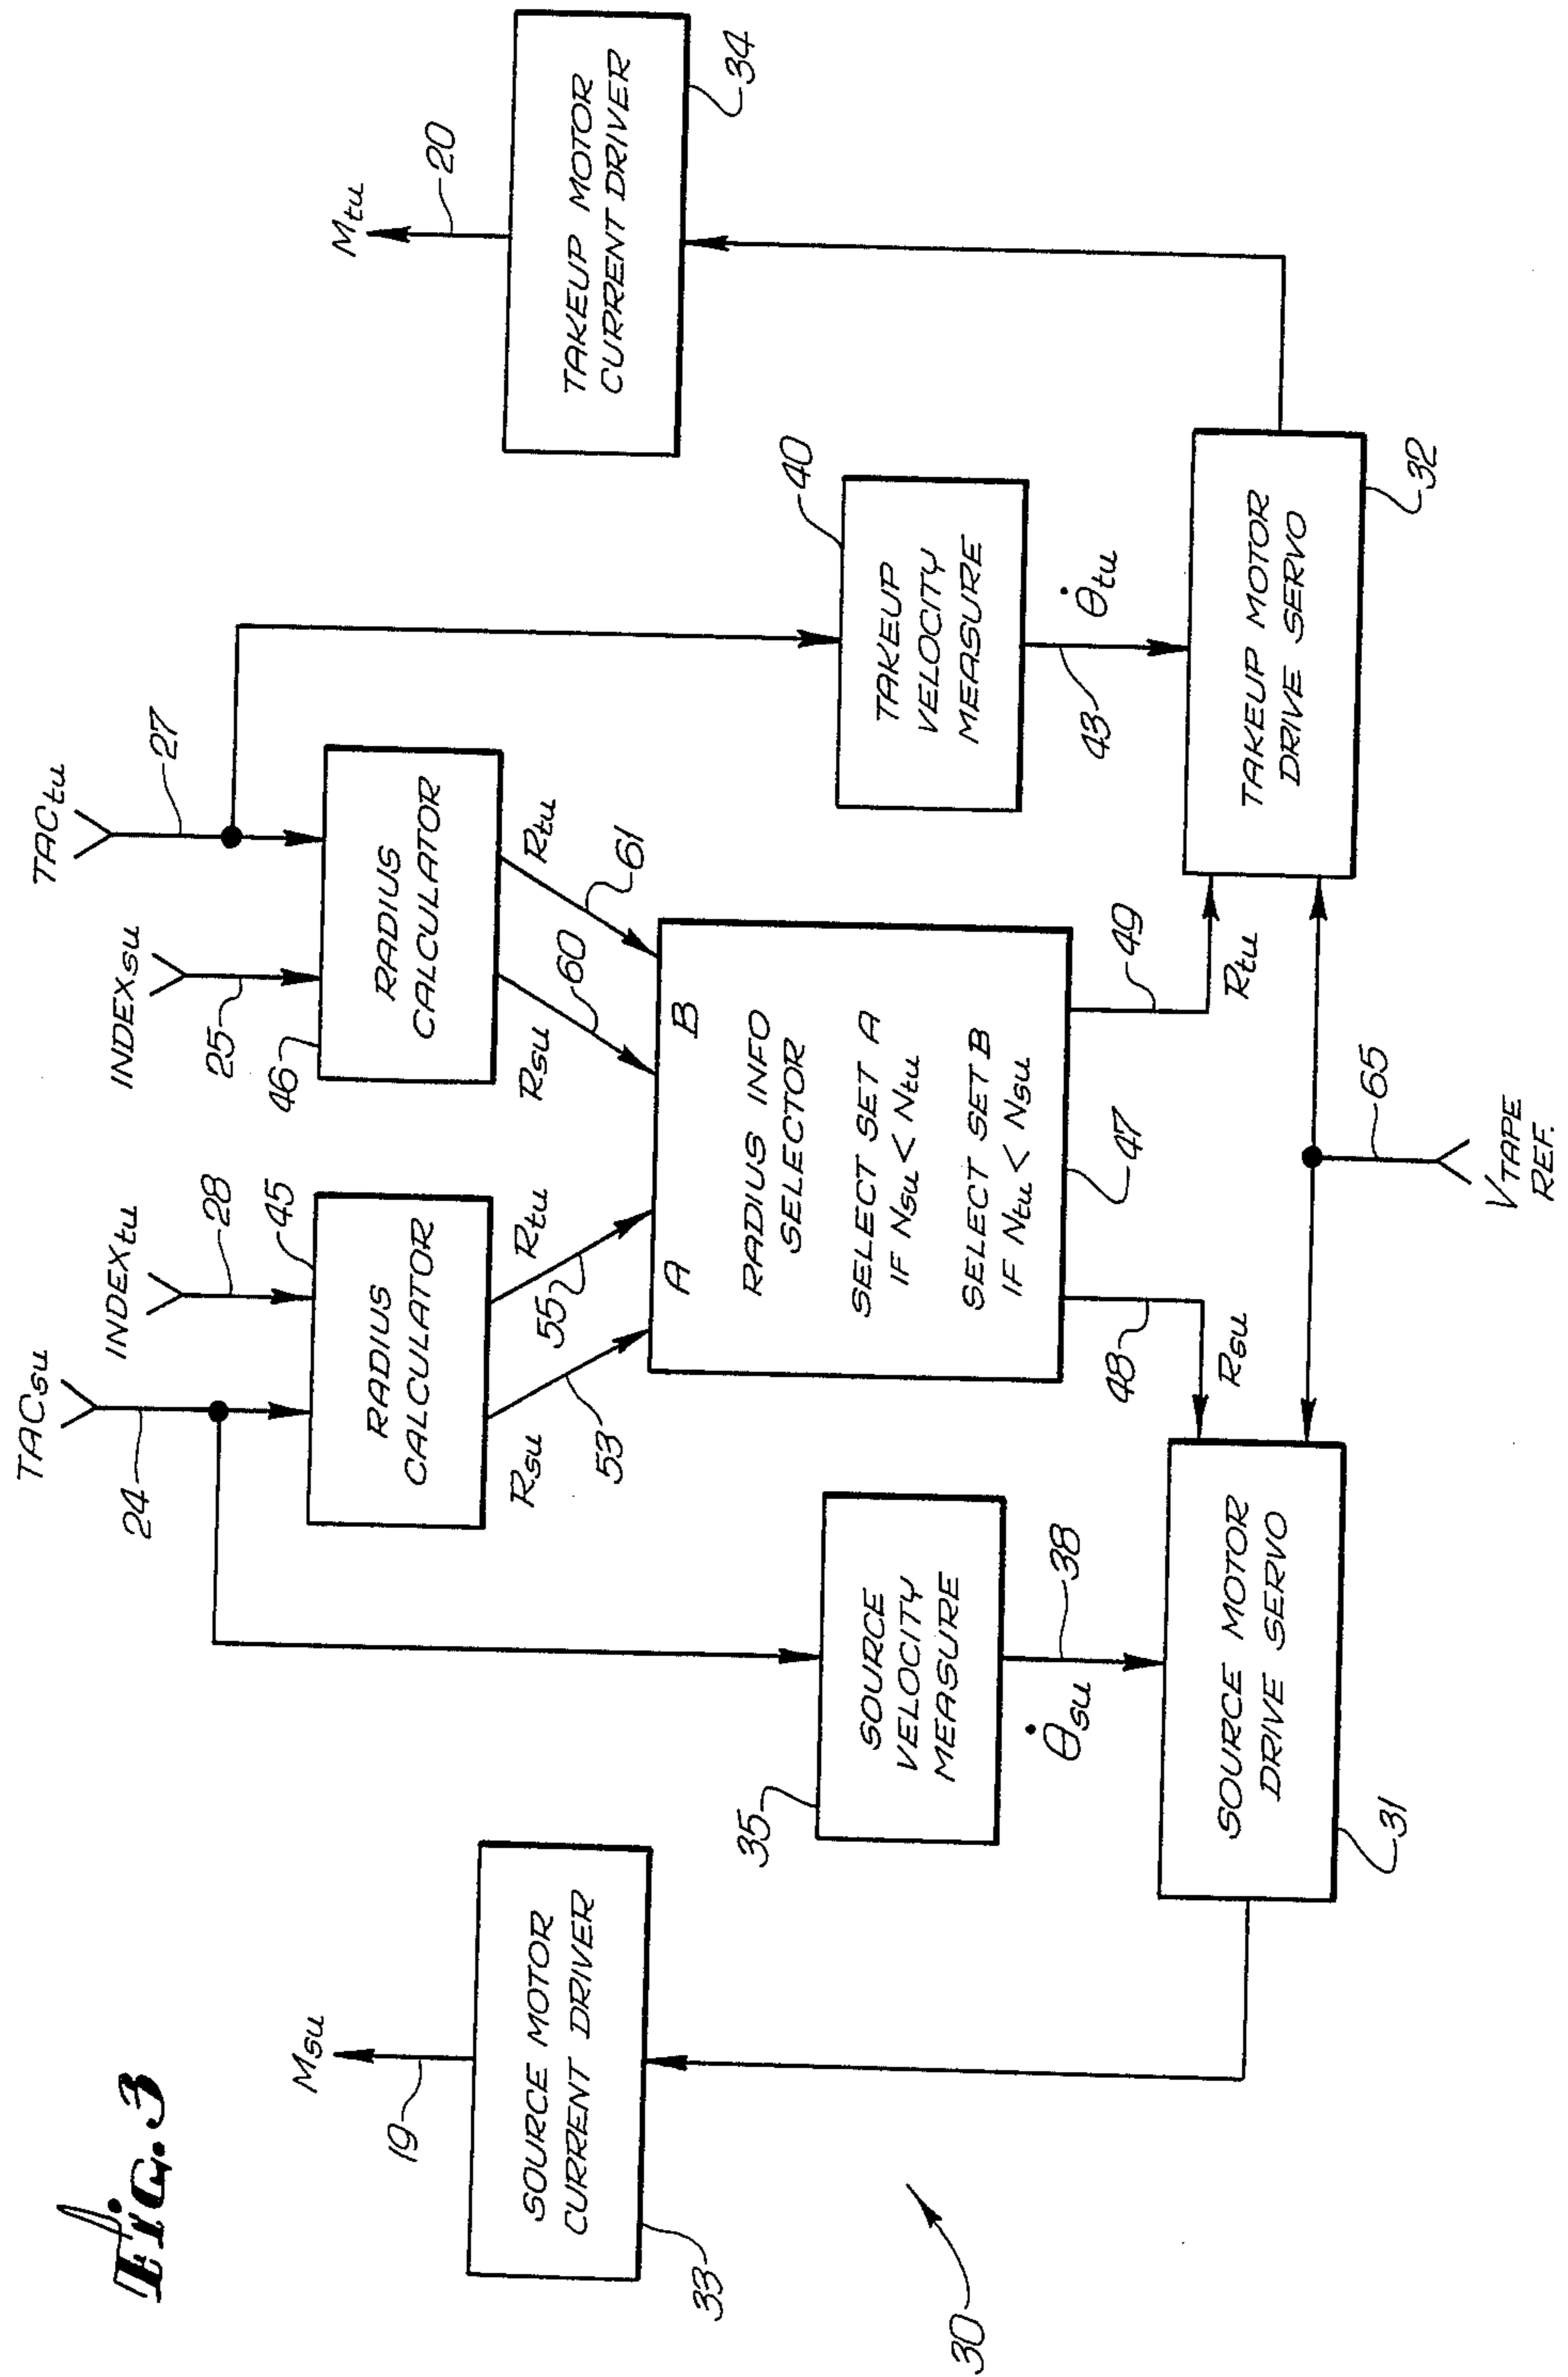 Fig. 3
TACsu
TACtu
INDEXtu
INDEXsu
24
28
25
27
45
46
Msu
Mtu
19
20
SOURCE MOTOR
CURRENT DRIVER
33
RADIUS
CALCULATOR
RADIUS
CALCULATOR
TAKEUP MOTOR
CURRENT DRIVER
34
Rsu
Rtu
Rsu
Rtu
53
55
60
61
35
SOURCE
VELOCITY
MEASURE
A
B
RADIUS INFO
SELECTOR
SELECT SET A
IF Nsu < Ntu
SELECT SET B
IF Ntu < Nsu
47
40
TAKEUP
VELOCITY
MEASURE
θ̇su
38
48
49
43
θ̇tu
Rsu
Rtu
SOURCE MOTOR
DRIVE SERVO
31
TAKEUP MOTOR
DRIVE SERVO
32
30
65
VTAPE
REF.